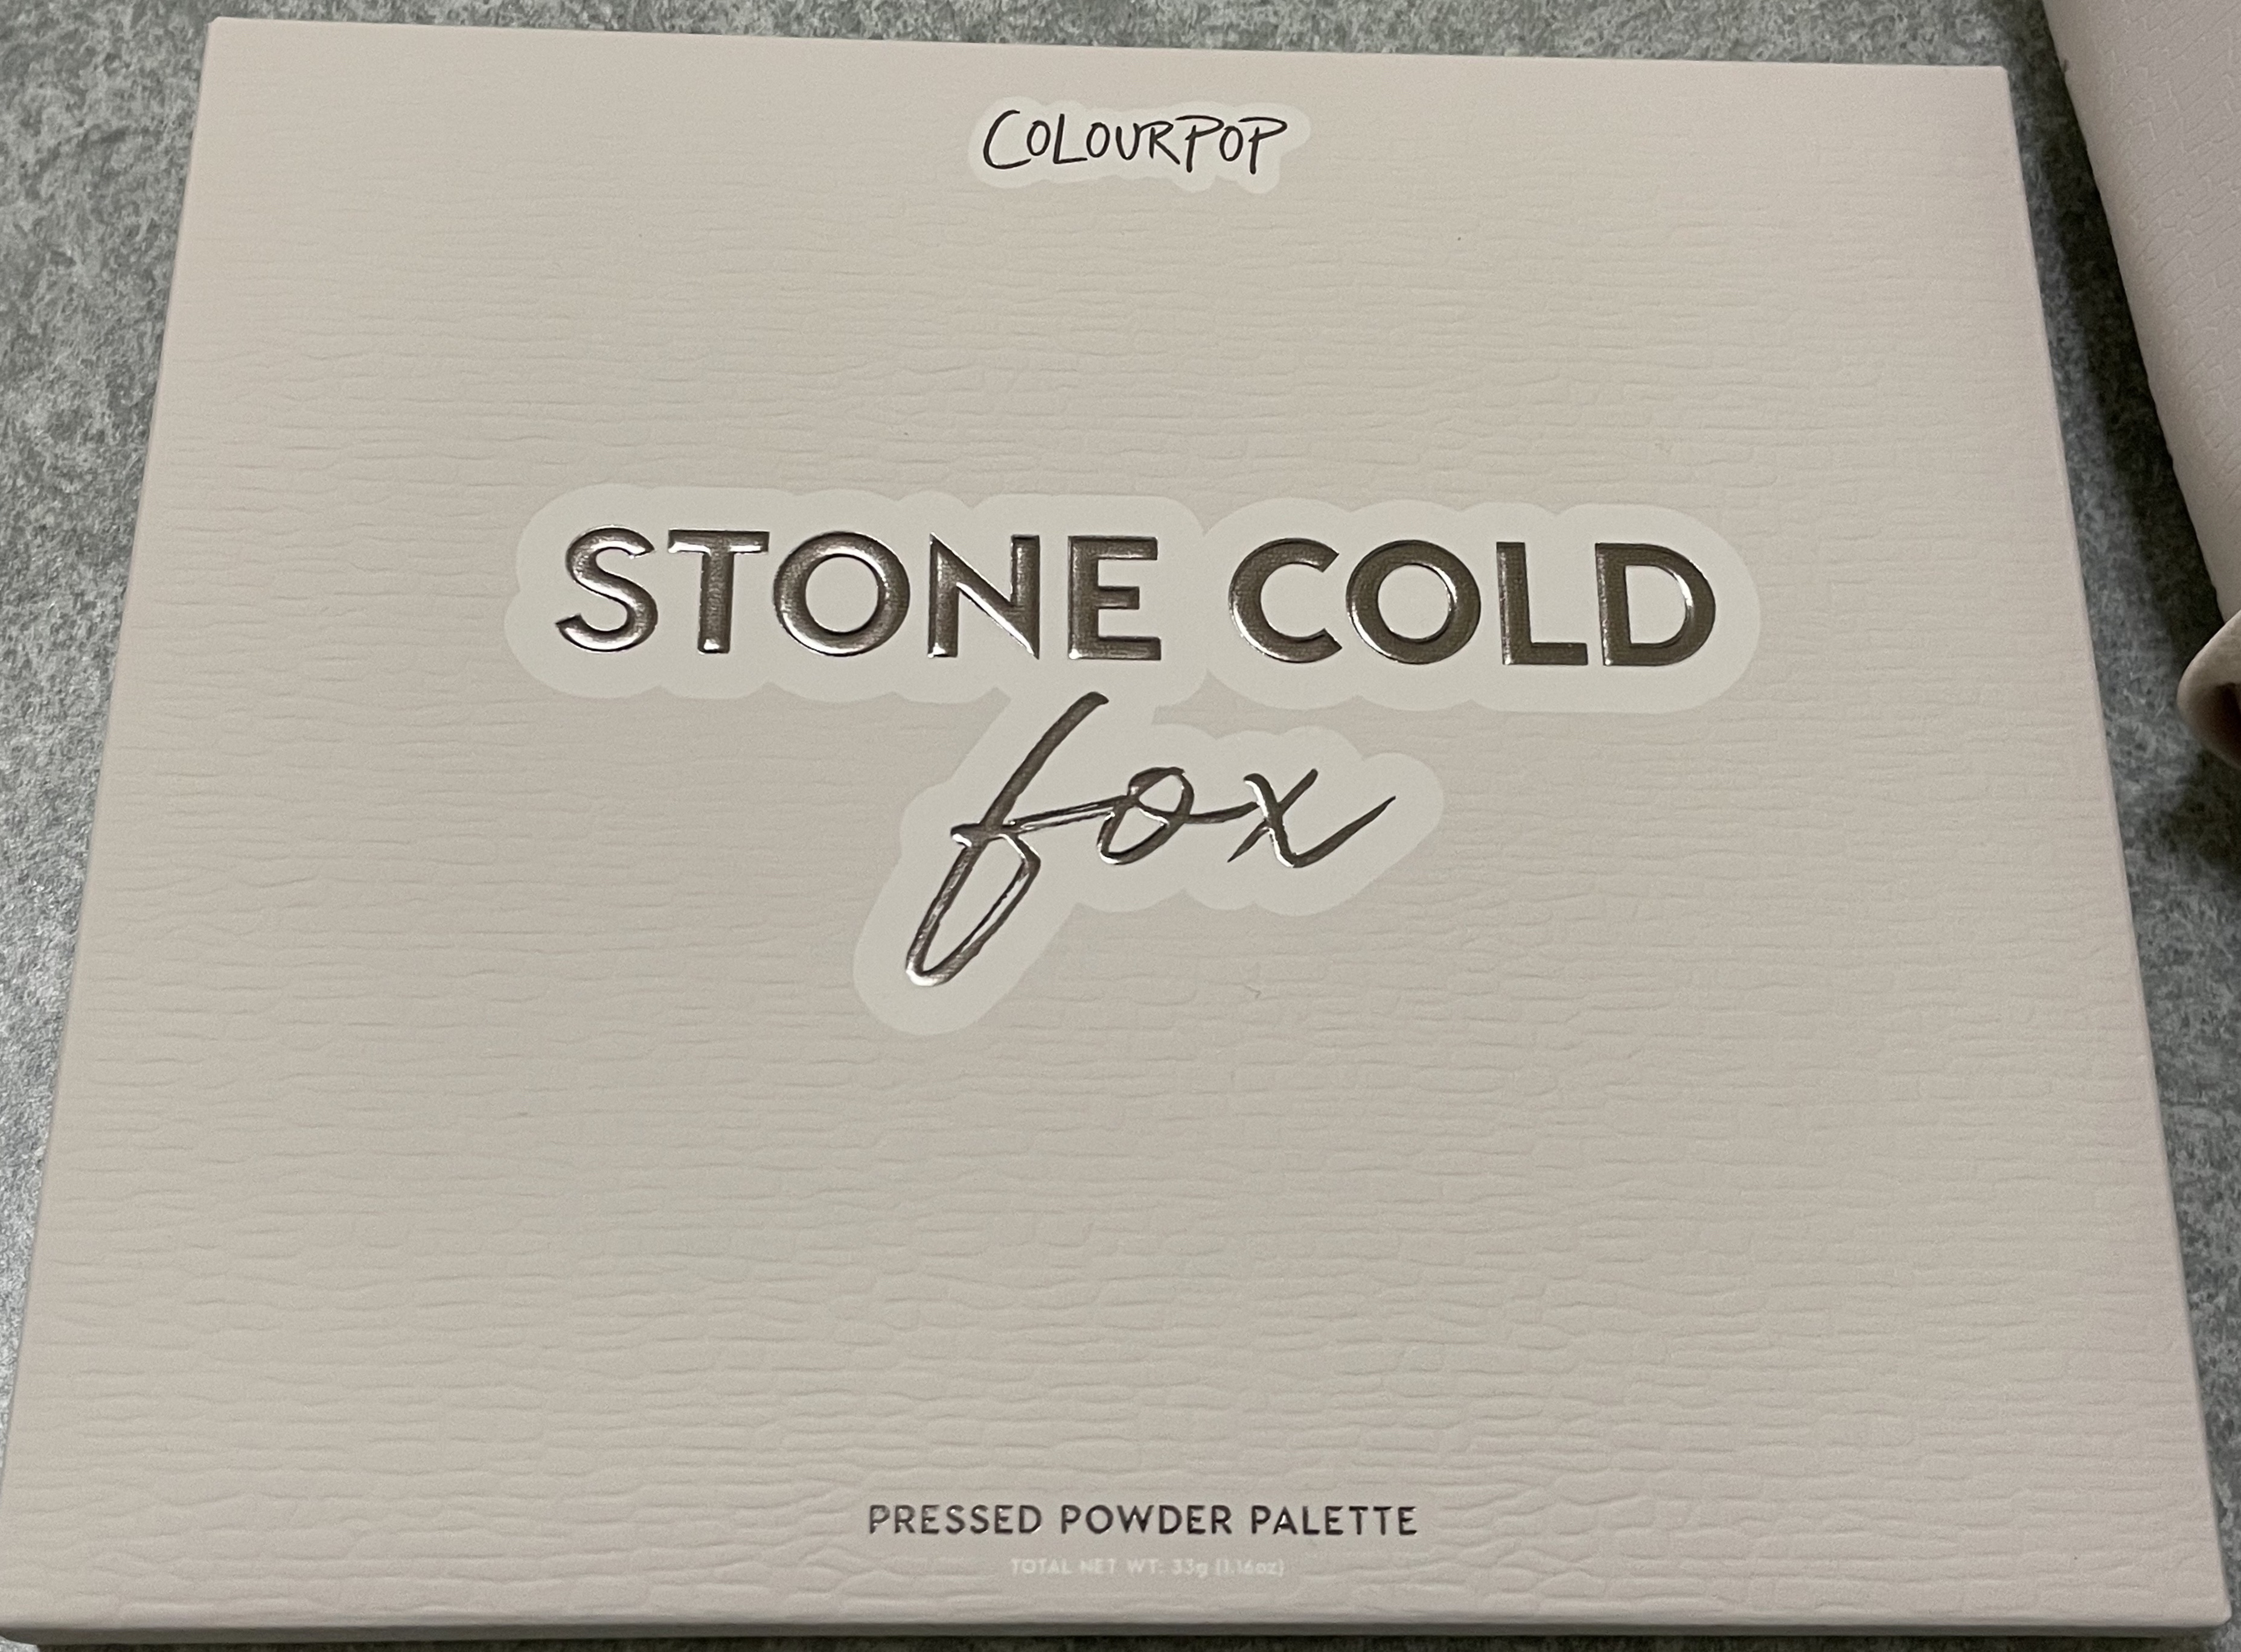 COLOURPOP
STONE COLD
fox
PRESSED POWDER PALETTE
TOTAL NET WT: 33g (1.16oz)